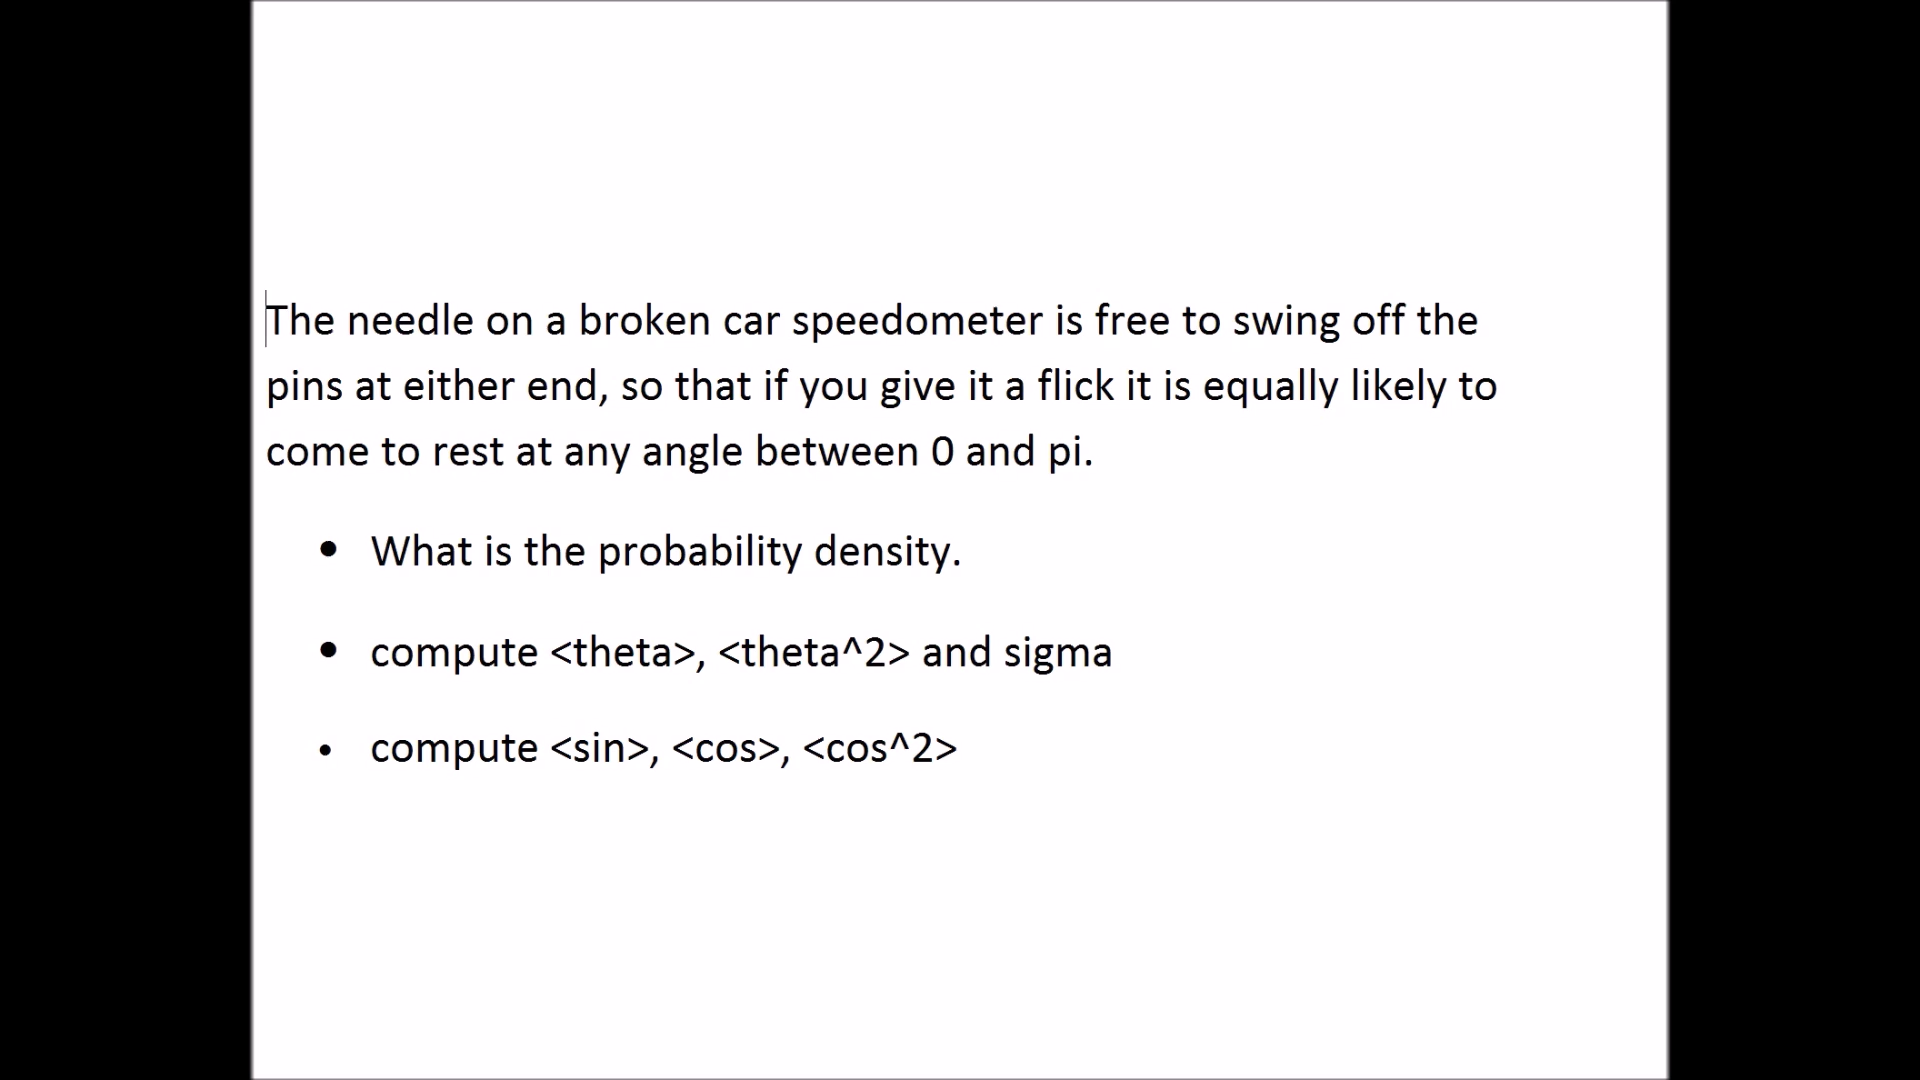 The needle on a broken car speedometer is free to swing off the
pins at either end, so that if you give it a flick it is equally likely to
come to rest at any angle between 0 and pi.
• What is the probability density.
• compute <theta>, <theta^2> and sigma
• compute <sin>, <cos>, <cos^2>